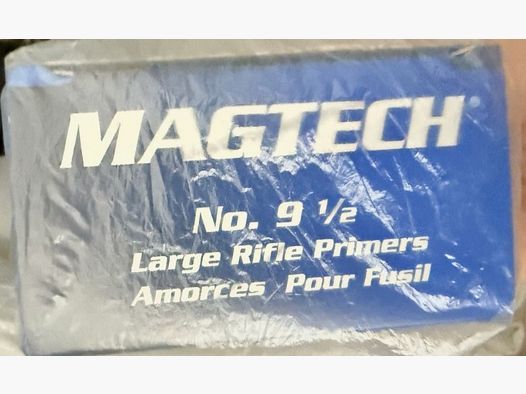 MAGTECH®
No. 9 ½
Large Rifle Primers
Amorces Pour Fusil